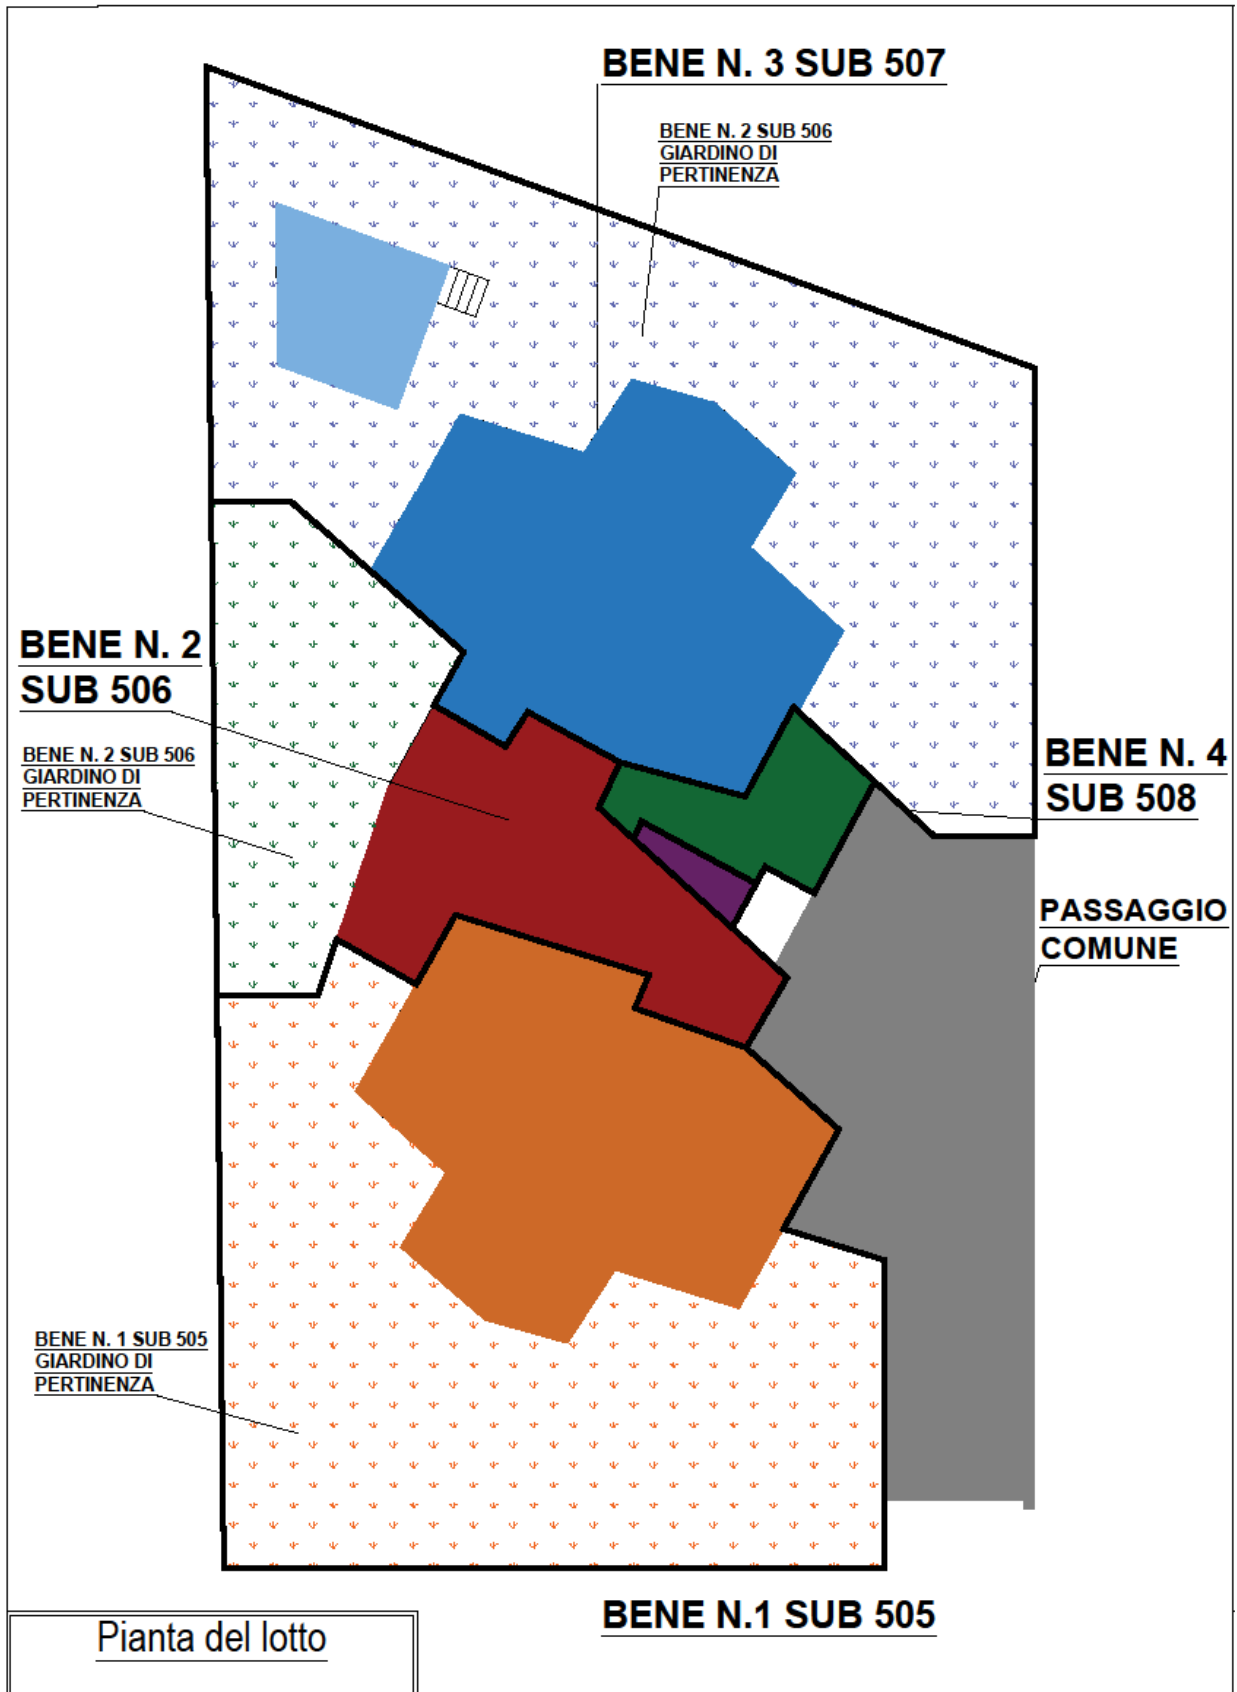 BENE N. 3 SUB 507
BENE N. 2 SUB 506
GIARDINO DI
PERTINENZA
BENE N. 2
SUB 506
BENE N. 2 SUB 506
GIARDINO DI
PERTINENZA
BENE N. 4
SUB 508
PASSAGGIO
COMUNE
BENE N. 1 SUB 505
GIARDINO DI
PERTINENZA
BENE N.1 SUB 505
Pianta del lotto